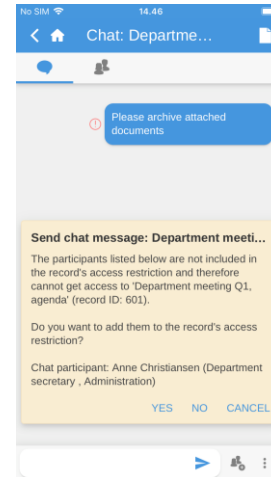 No SIM 14.46
Chat: Departme...
Please archive attached
documents
Send chat message: Department meeti...
The participants listed below are not included in
the record's access restriction and therefore
cannot get access to 'Department meeting Q1,
agenda' (record ID: 601).
Do you want to add them to the record's access
restriction?
Chat participant: Anne Christiansen (Department
secretary , Administration)
YES NO CANCEL